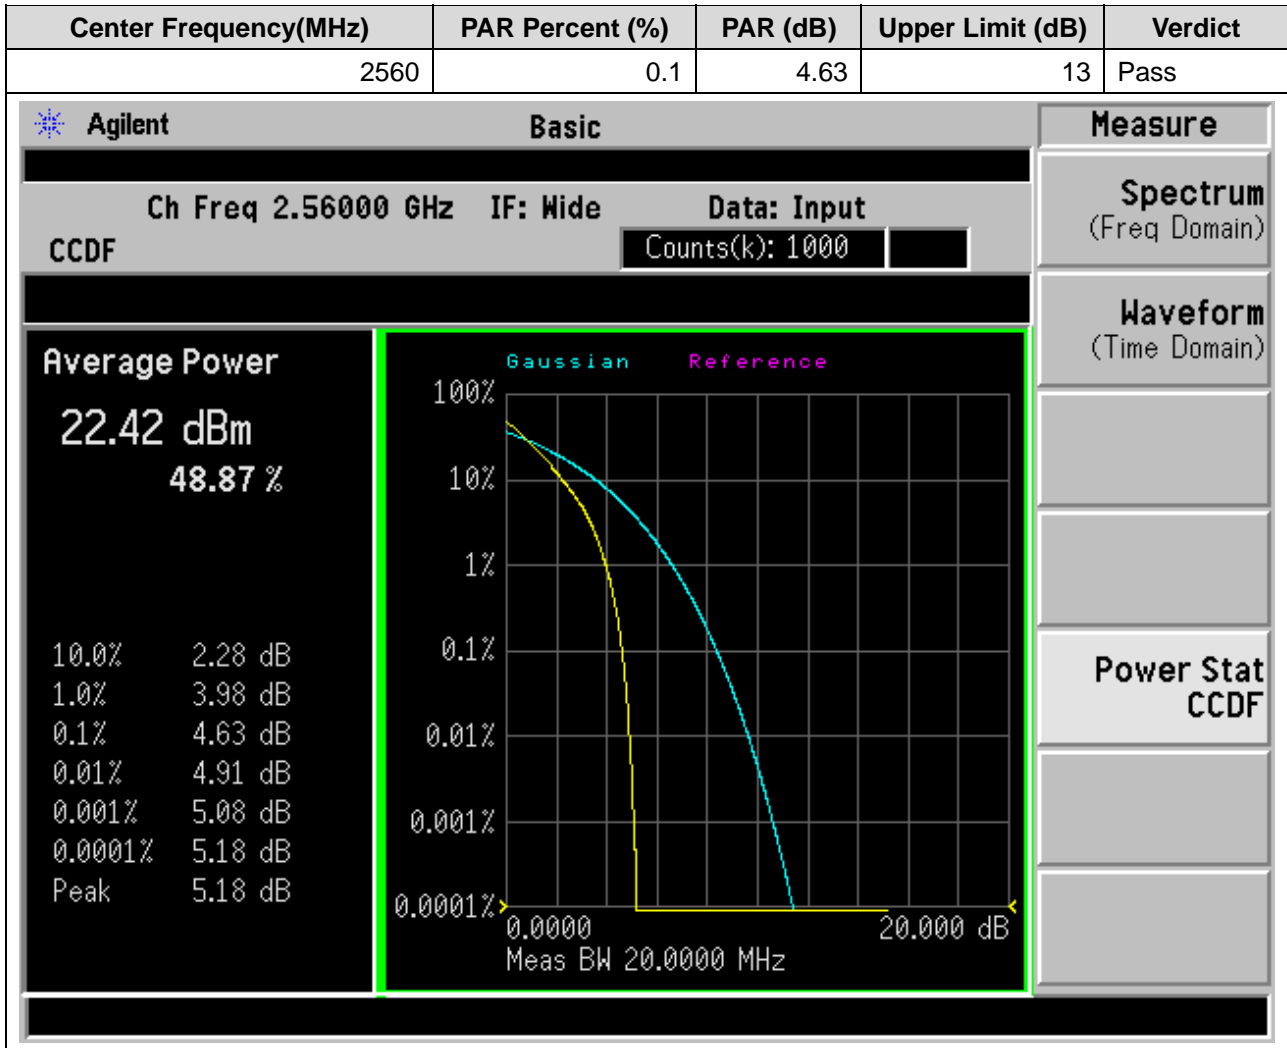 Center Frequency(MHz) PAR Percent (%) PAR (dB) Upper Limit (dB) Verdict
2560 0.1 4.63 13 Pass
Agilent Basic Measure
Ch Freq 2.56000 GHz IF: Wide Data: Input
CCDF Counts(k): 1000
Average Power
22.42 dBm
48.87 %
10.0% 2.28 dB
1.0% 3.98 dB
0.1% 4.63 dB
0.01% 4.91 dB
0.001% 5.08 dB
0.0001% 5.18 dB
Peak 5.18 dB
Gaussian Reference
100%
10%
1%
0.1%
0.01%
0.001%
0.0001%
0.0000 20.000 dB
Meas BW 20.0000 MHz
Spectrum
(Freq Domain)
Waveform
(Time Domain)
Power Stat
CCDF